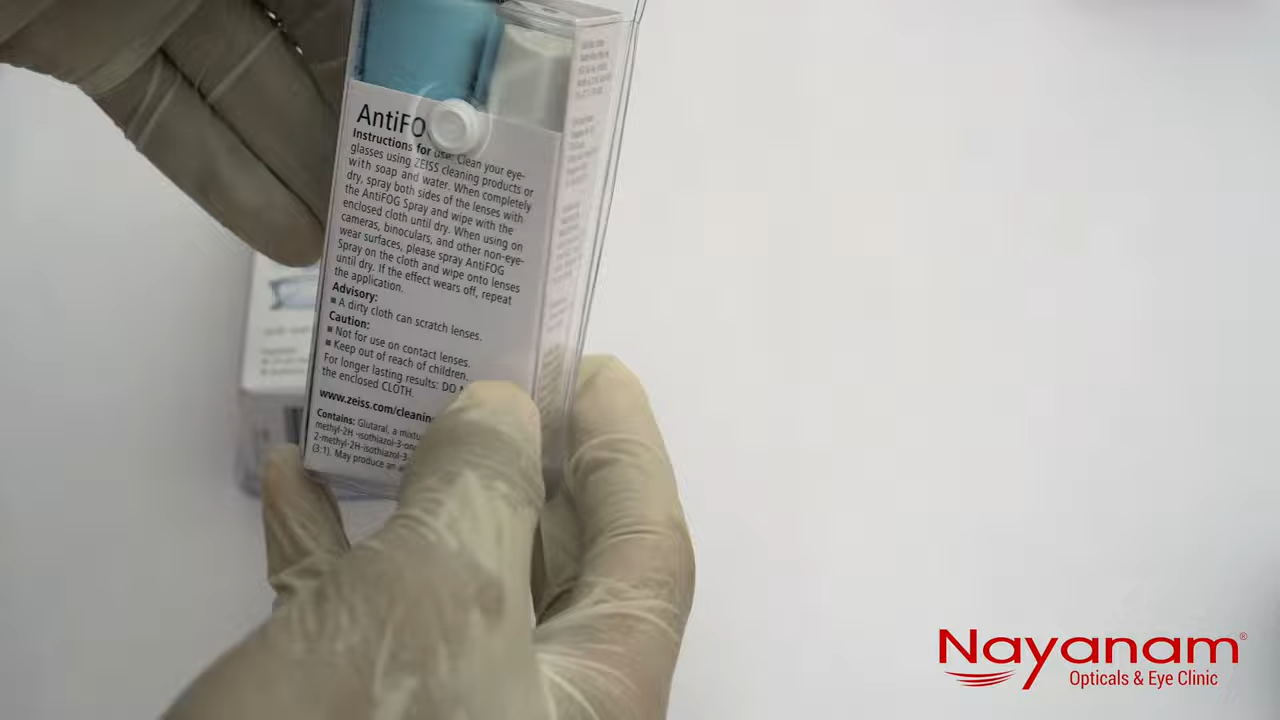 AntiFO
Instructions for use: Clean your eye-
glasses using ZEISS cleaning products or
with soap and water. When completely
dry, spray both sides of the lenses with
the AntiFOG Spray and wipe with the
enclosed cloth until dry. When using on
cameras, binoculars, and other non-eye-
wear surfaces, please spray AntiFOG
Spray on the cloth and wipe onto lenses
until dry. If the effect wears off, repeat
the application.
Advisory:
▪ A dirty cloth can scratch lenses.
Caution:
▪ Not for use on contact lenses.
▪ Keep out of reach of children.
For longer lasting results: DO
the enclosed CLOTH.
www.zeiss.com/cleanin
Contains: Glutaral, a mixtu
methyl-2H -isothiazol-3-on
2-methyl-2H-isothiazol-3-
(3:1). May produce an
Nayanam®
Opticals & Eye Clinic